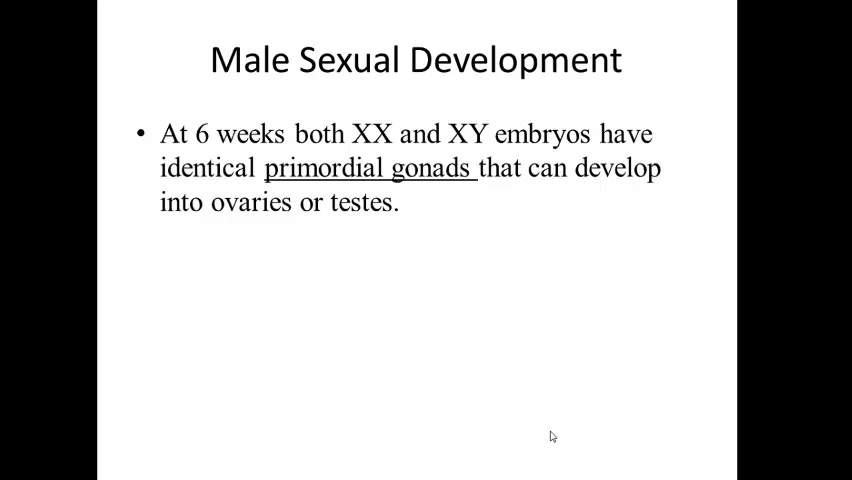 Male Sexual Development
• At 6 weeks both XX and XY embryos have
identical primordial gonads that can develop
into ovaries or testes.